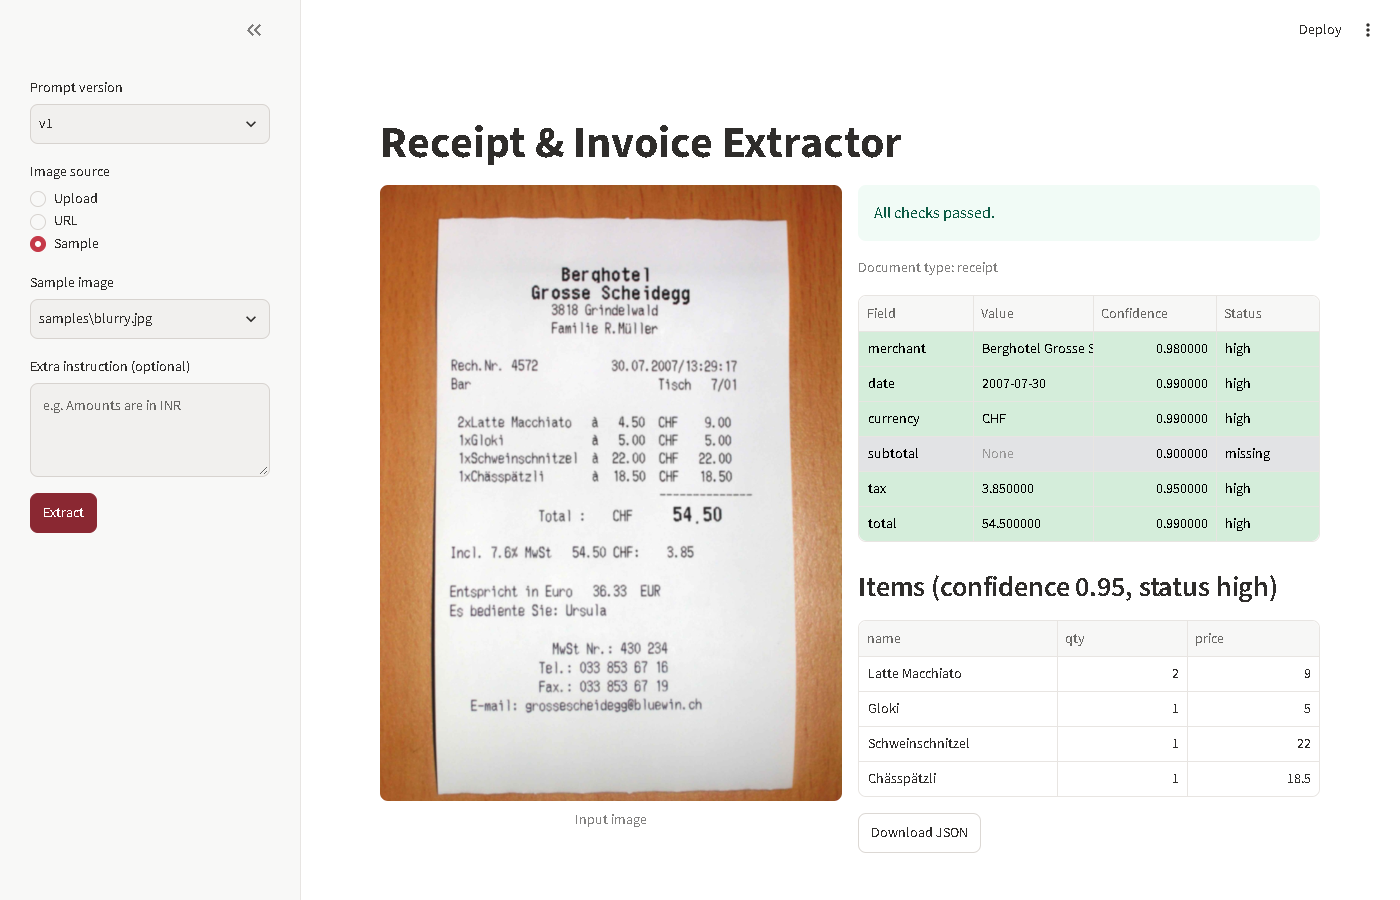 Deploy
Prompt version
v1
Image source
Upload
URL
Sample
Sample image
samples\blurry.jpg
Extra instruction (optional)
e.g. Amounts are in INR
Extract
Receipt & Invoice Extractor
Berghotel
Grosse Scheidegg
3818 Grindelwald
Familie R.Müller
Rech.Nr. 4572 30.07.2007/13:29:17
Bar Tisch 7/01
2xLatte Macchiato à 4.50 CHF 9.00
1xGloki à 5.00 CHF 5.00
1xSchweinschnitzel à 22.00 CHF 22.00
1xChässpätzli à 18.50 CHF 18.50
Total : CHF 54.50
Incl. 7.6% MwSt 54.50 CHF: 3.85
Entspricht in Euro 36.33 EUR
Es bediente Sie: Ursula
MwSt Nr.: 430 234
Tel.: 033 853 67 16
Fax.: 033 853 67 19
E-mail: grossescheidegg@bluewin.ch
Input image
All checks passed.
Document type: receipt
Field Value Confidence Status
merchant Berghotel Grosse S 0.980000 high
date 2007-07-30 0.990000 high
currency CHF 0.990000 high
subtotal None 0.900000 missing
tax 3.850000 0.950000 high
total 54.500000 0.990000 high
Items (confidence 0.95, status high)
name qty price
Latte Macchiato 2 9
Gloki 1 5
Schweinschnitzel 1 22
Chässpätzli 1 18.5
Download JSON